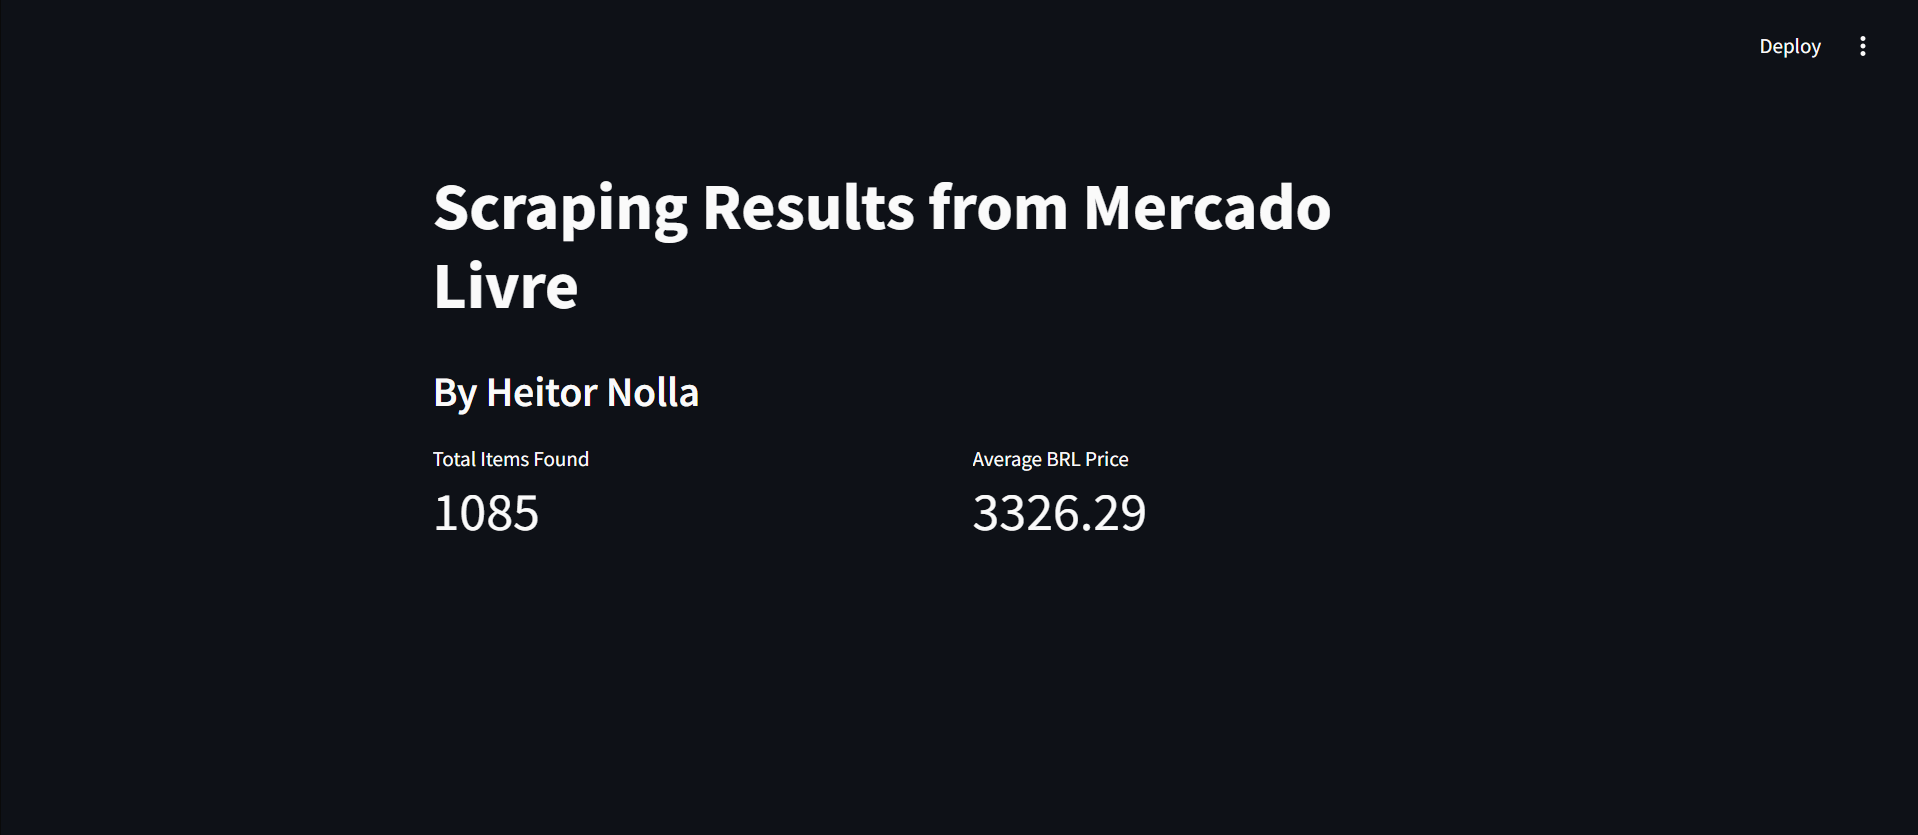 Deploy
Scraping Results from Mercado
Livre
By Heitor Nolla
Total Items Found
Average BRL Price
1085
3326.29